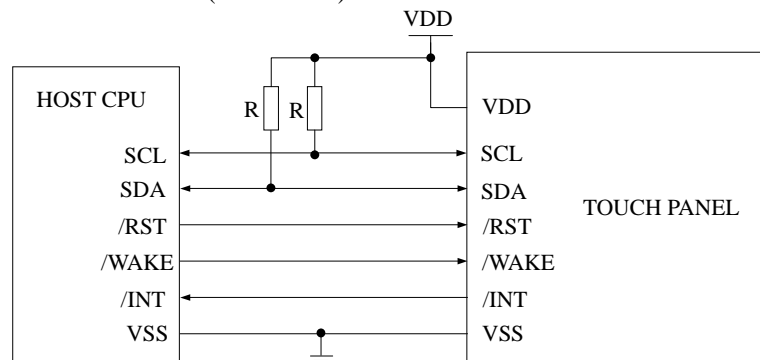 VDD
HOST CPU
R R
VDD
SCL SCL
SDA SDA
TOUCH PANEL
/RST /RST
/WAKE /WAKE
/INT /INT
VSS VSS